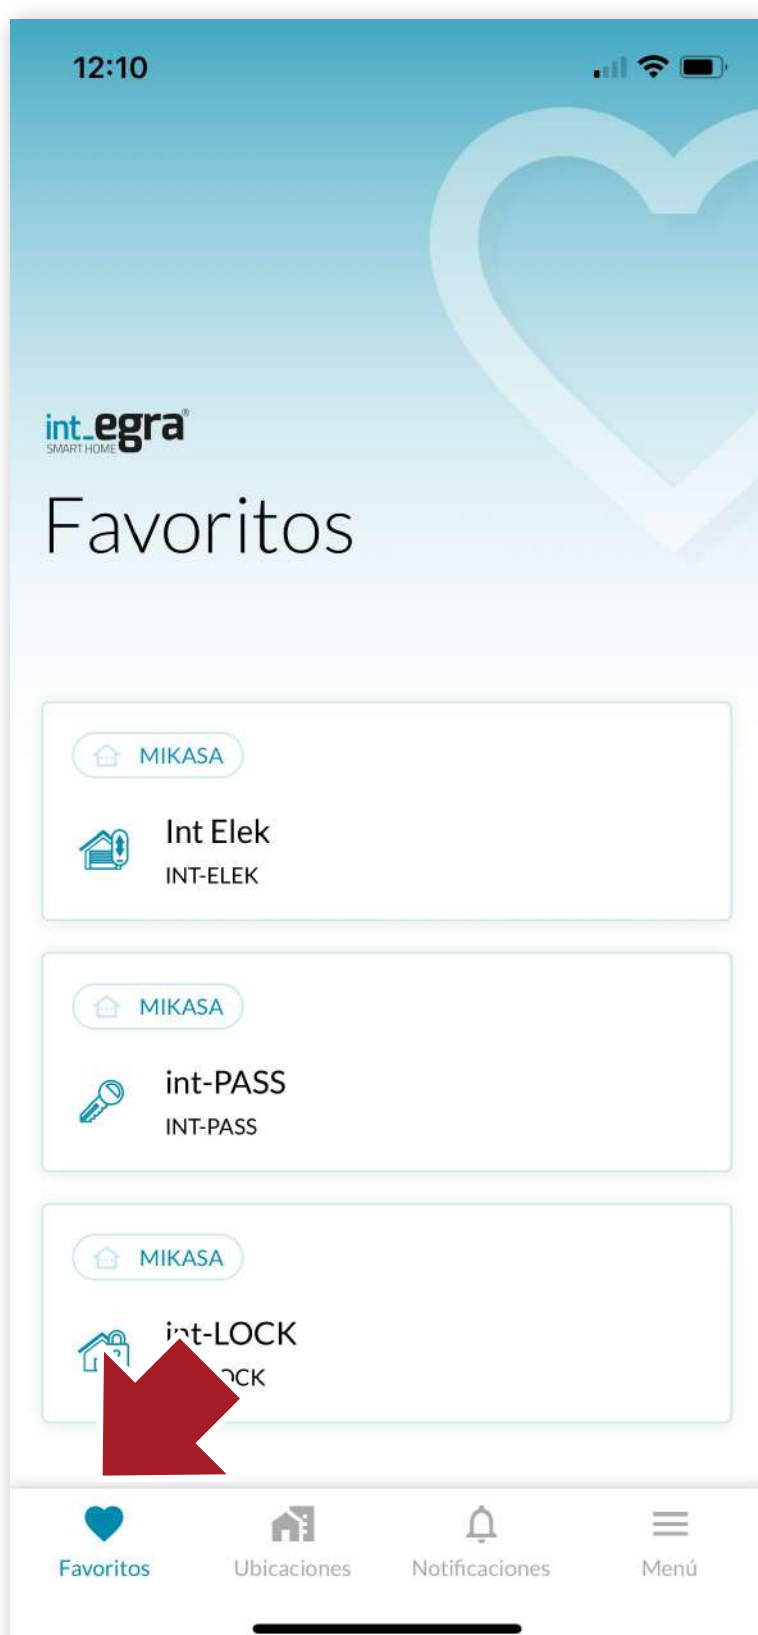 12:10
int_egra®
SMART HOME
Favoritos
MIKASA
Int Elek
INT-ELEK
MIKASA
int-PASS
INT-PASS
MIKASA
int-LOCK
OCK
Favoritos
Ubicaciones
Notificaciones
Menú